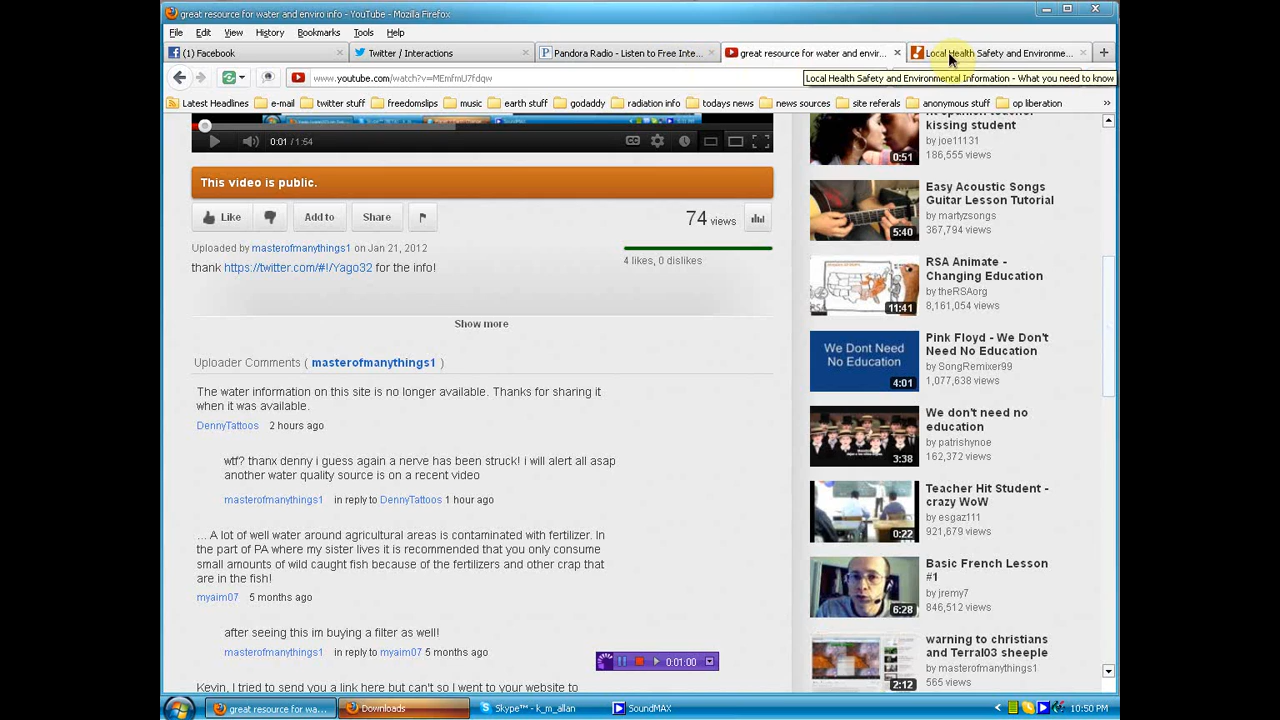 great resource for water and enviro info - YouTube - Mozilla Firefox
File Edit View History Bookmarks Tools Help
(1) Facebook
Twitter / Interactions
Pandora Radio - Listen to Free Inte...
great resource for water and envir...
Local Health Safety and Environme...
www.youtube.com/watch?v=MEmfmU7fdqw
Local Health Safety and Environmental Information - What you need to know
Latest Headlines e-mail twitter stuff freedomslips music earth stuff godaddy radiation info todays news news sources site referals anonymous stuff op liberation
0:01 / 1:54
CC
This video is public.
Like Add to Share
74 views
Uploaded by masterofmanythings1 on Jan 21, 2012
4 likes, 0 dislikes
thank https://twitter.com/#!/Yago32 for the info!
Show more
Uploader Comments ( masterofmanythings1 )
The water information on this site is no longer available. Thanks for sharing it
when it was available.
DennyTattoos 2 hours ago
wtf? thanx denny i guess again a nerve has been struck! i will alert all asap
another water quality source is on a recent video
masterofmanythings1 in reply to DennyTattoos 1 hour ago
... A lot of well water around agricultural areas is contaminated with fertilizer. In
the part of PA where my sister lives it is recommended that you only consume
small amounts of wild caught fish because of the fertilizers and other crap that
are in the fish!
myaim07 5 months ago
after seeing this im buying a filter as well!
masterofmanythings1 in reply to myaim07 5 months ago
Kevin, I tried to send you a link here but can't so I went to your website to
0:01:00
kissing student
by joe11131
186,555 views
0:51
Easy Acoustic Songs
Guitar Lesson Tutorial
by martyzsongs
367,794 views
5:40
RSA Animate -
Changing Education
by theRSAorg
8,161,054 views
11:41
Pink Floyd - We Don't
Need No Education
by SongRemixer99
1,077,638 views
We Dont Need
No Education
4:01
We don't need no
education
by patrishynoe
162,372 views
3:38
Teacher Hit Student -
crazy WoW
by esgaz111
921,679 views
0:22
Basic French Lesson
#1
by jremy7
846,512 views
6:28
warning to christians
and Terral03 sheeple
by masterofmanythings1
565 views
2:12
great resource for wa...
Downloads
Skype™ - k_m_allan
SoundMAX
10:50 PM